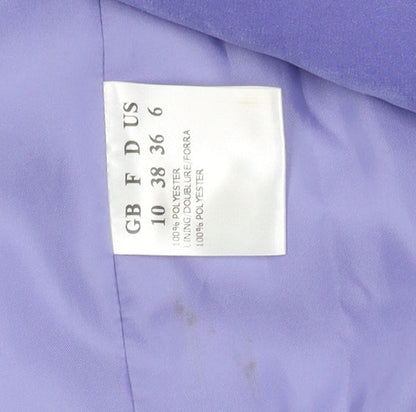 GB F D US
10 38 36 6
100% POLYESTER
LINING DOUBLURE/FORRA
100% POLYESTER